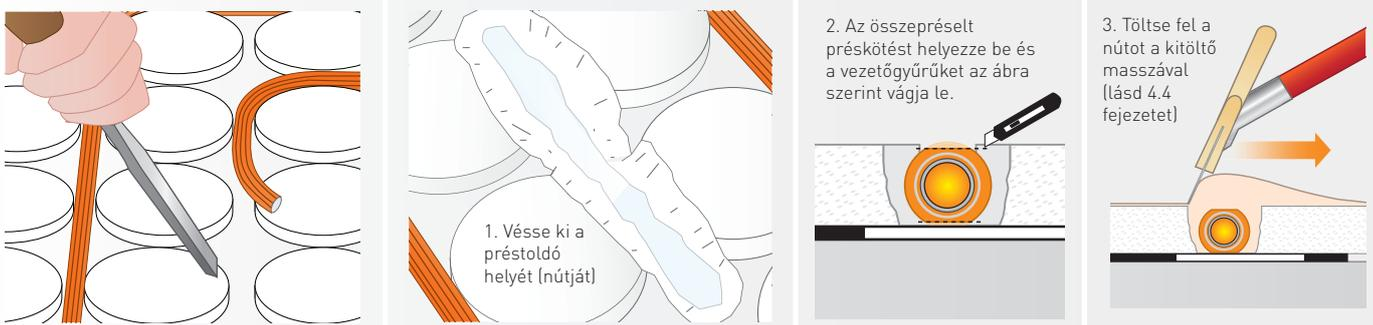 1. Vésse ki a
préstoldó
helyét (nútját)
2. Az összepréselt
préskötést helyezze be és
a vezetőgyűrűket az ábra
szerint vágja le.
3. Töltse fel a
nútot a kitöltő
masszával
(lásd 4.4
fejezetet)